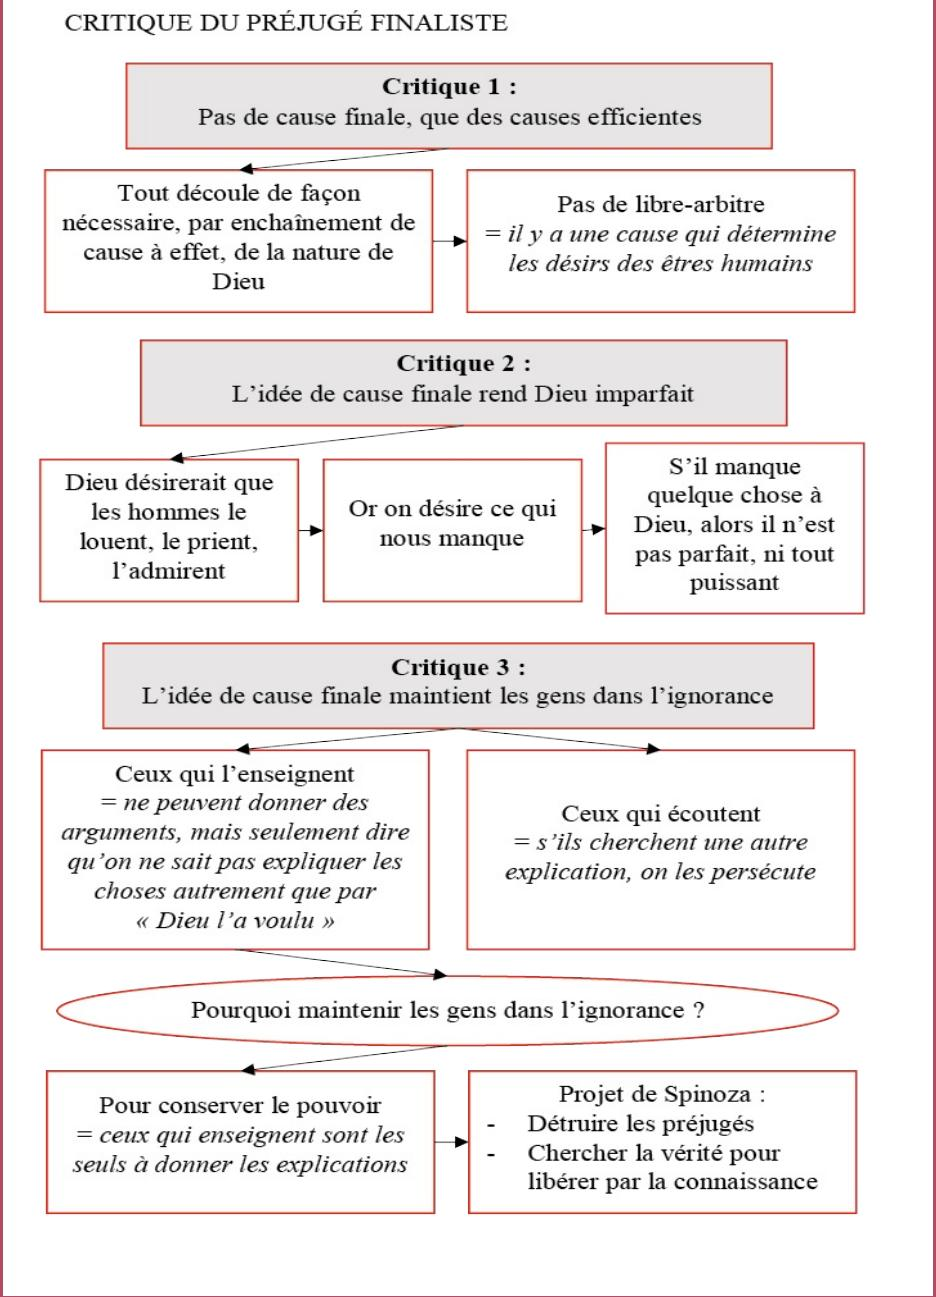 CRITIQUE DU PRÉJUGÉ FINALISTE
Critique 1 :
Pas de cause finale, que des causes efficientes
Tout découle de façon
nécessaire, par enchaînement de
cause à effet, de la nature de
Dieu
Pas de libre-arbitre
= il y a une cause qui détermine
les désirs des êtres humains
Critique 2 :
L’idée de cause finale rend Dieu imparfait
Dieu désirerait que
les hommes le
louent, le prient,
l’admirent
Or on désire ce qui
nous manque
S’il manque
quelque chose à
Dieu, alors il n’est
pas parfait, ni tout
puissant
Critique 3 :
L’idée de cause finale maintient les gens dans l’ignorance
Ceux qui l’enseignent
= ne peuvent donner des
arguments, mais seulement dire
qu’on ne sait pas expliquer les
choses autrement que par
« Dieu l’a voulu »
Ceux qui écoutent
= s’ils cherchent une autre
explication, on les persécute
Pourquoi maintenir les gens dans l’ignorance ?
Pour conserver le pouvoir
= ceux qui enseignent sont les
seuls à donner les explications
Projet de Spinoza :
- Détruire les préjugés
- Chercher la vérité pour
libérer par la connaissance